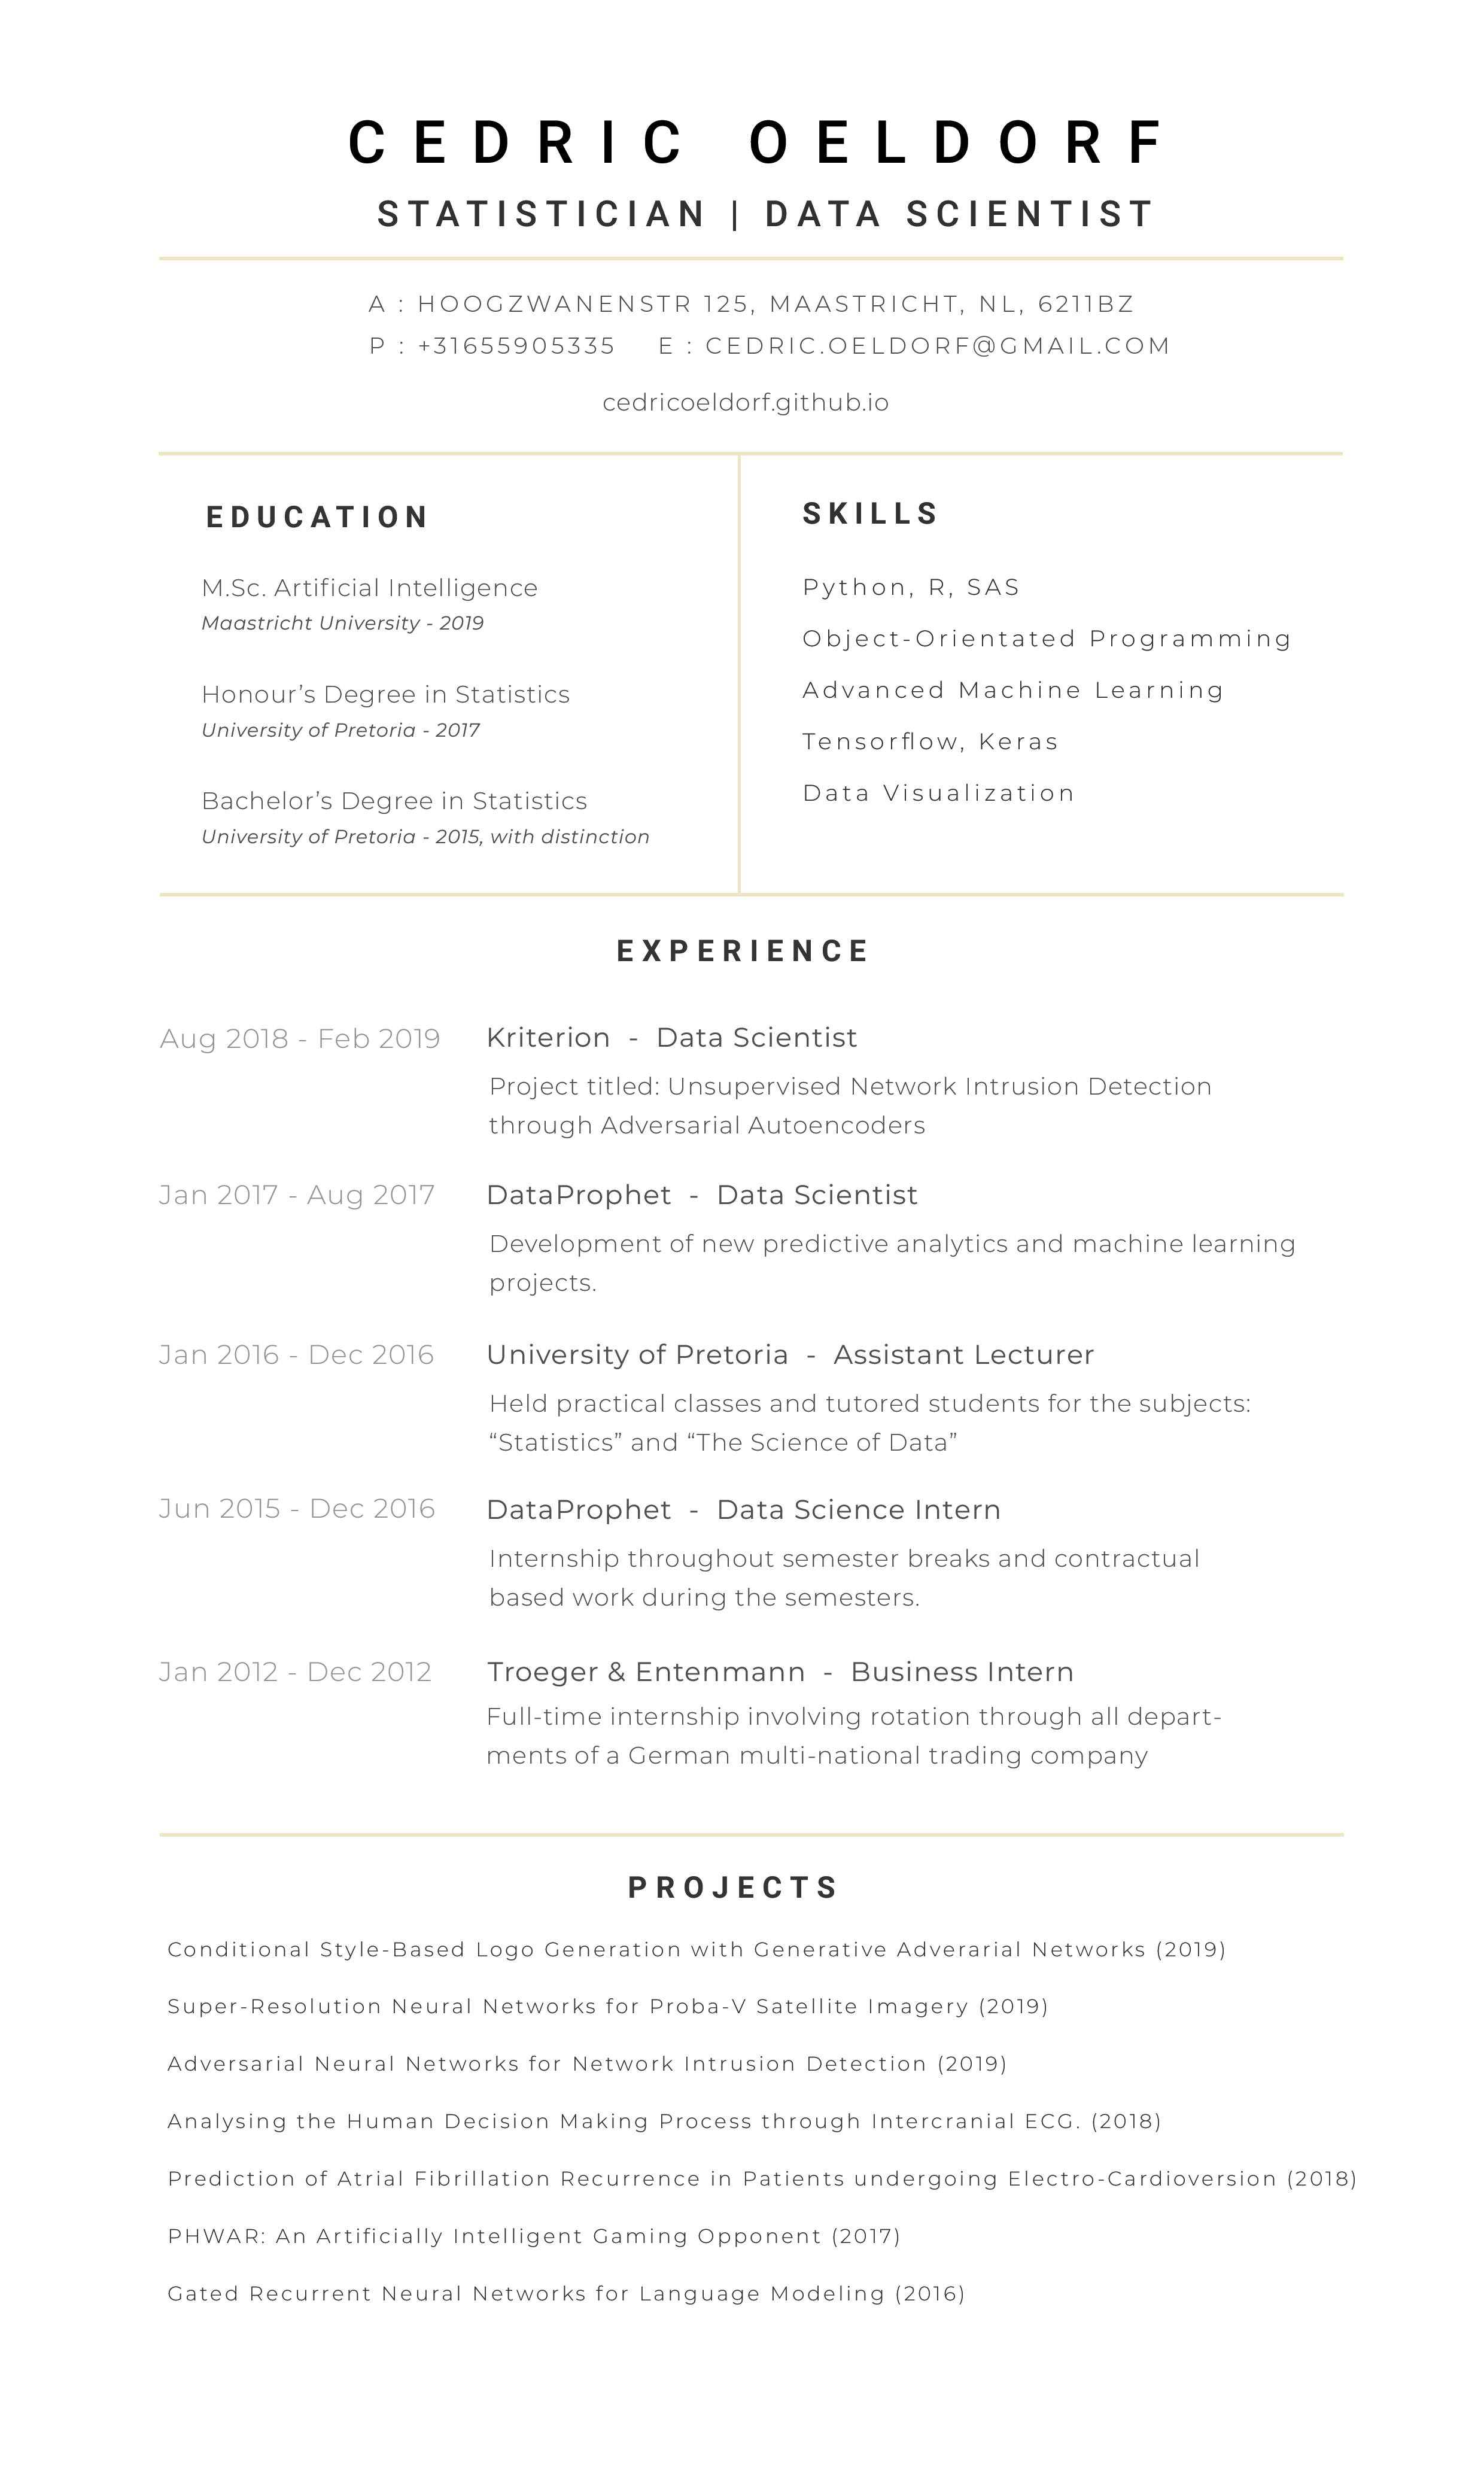 CEDRIC OELDORF
STATISTICIAN | DATA SCIENTIST
A : HOOGZWANENSTR 125, MAASTRICHT, NL, 6211BZ
P : +31655905335 E : CEDRIC.OELDORF@GMAIL.COM
cedricoeldorf.github.io
EDUCATION
M.Sc. Artificial Intelligence
Maastricht University - 2019
Honour’s Degree in Statistics
University of Pretoria - 2017
Bachelor’s Degree in Statistics
University of Pretoria - 2015, with distinction
SKILLS
Python, R, SAS
Object-Orientated Programming
Advanced Machine Learning
Tensorflow, Keras
Data Visualization
EXPERIENCE
Aug 2018 - Feb 2019 Kriterion - Data Scientist
Project titled: Unsupervised Network Intrusion Detection
through Adversarial Autoencoders
Jan 2017 - Aug 2017 DataProphet - Data Scientist
Development of new predictive analytics and machine learning
projects.
Jan 2016 - Dec 2016 University of Pretoria - Assistant Lecturer
Held practical classes and tutored students for the subjects:
“Statistics” and “The Science of Data”
Jun 2015 - Dec 2016 DataProphet - Data Science Intern
Internship throughout semester breaks and contractual
based work during the semesters.
Jan 2012 - Dec 2012 Troeger & Entenmann - Business Intern
Full-time internship involving rotation through all depart-
ments of a German multi-national trading company
PROJECTS
Conditional Style-Based Logo Generation with Generative Adverarial Networks (2019)
Super-Resolution Neural Networks for Proba-V Satellite Imagery (2019)
Adversarial Neural Networks for Network Intrusion Detection (2019)
Analysing the Human Decision Making Process through Intercranial ECG. (2018)
Prediction of Atrial Fibrillation Recurrence in Patients undergoing Electro-Cardioversion (2018)
PHWAR: An Artificially Intelligent Gaming Opponent (2017)
Gated Recurrent Neural Networks for Language Modeling (2016)